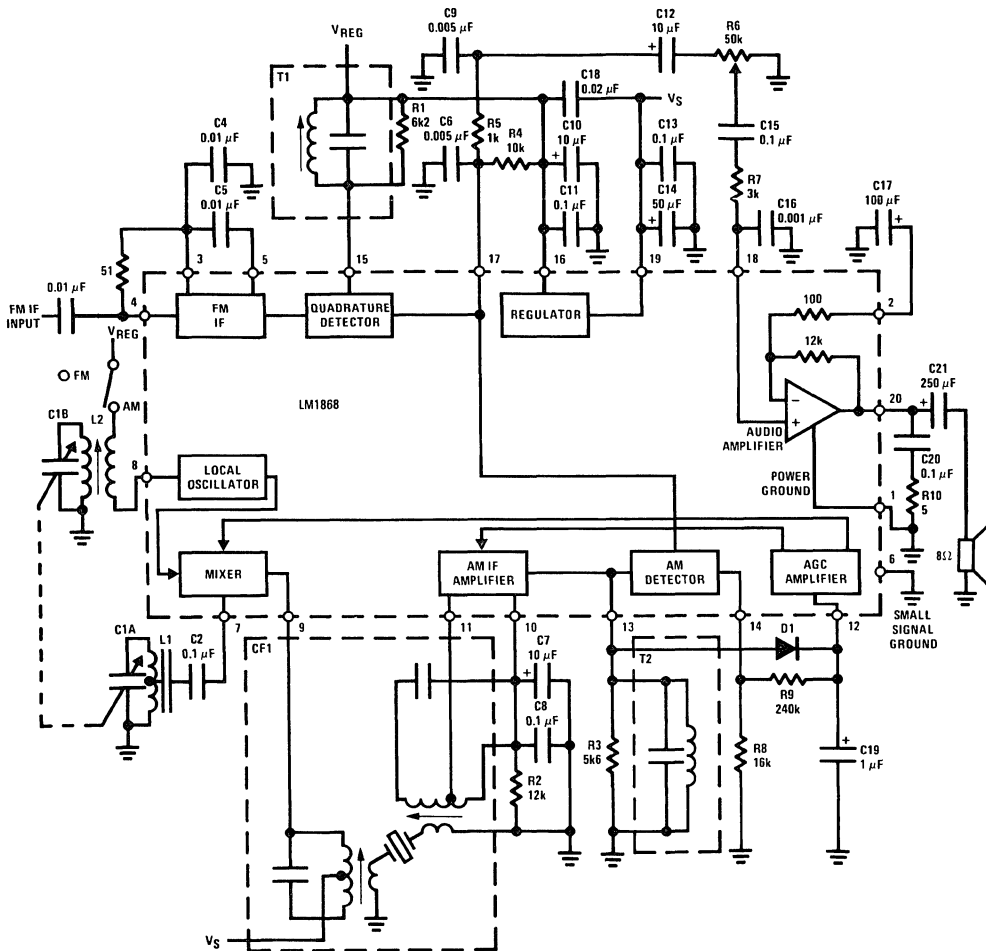 C9
0.005 µF
C12
10 µF
+
R6
50k
VREG
T1
C18
0.02 µF
VS
R1
6k2
C4
0.01 µF
C6
0.005 µF
R5
1k
R4
10k
C10
10 µF
+
C13
0.1 µF
C15
0.1 µF
C5
0.01 µF
C11
0.1 µF
C14
50 µF
+
R7
3k
C16
0.001 µF
C17
100 µF
+
51
3
5
15
17
16
19
18
0.01 µF
4
2
FM IF
INPUT
FM
IF
QUADRATURE
DETECTOR
REGULATOR
100
12k
VREG
FM
AM
LM1868
C1B
L2
8
LOCAL
OSCILLATOR
−
+
AUDIO
AMPLIFIER
20
C21
250 µF
+
C20
0.1 µF
POWER
GROUND
1
R10
5
8Ω
6
MIXER
AM IF
AMPLIFIER
AM
DETECTOR
AGC
AMPLIFIER
SMALL
SIGNAL
GROUND
7
9
11
10
13
14
12
C1A
L1
C2
0.1 µF
CF1
C7
10 µF
+
C8
0.1 µF
T2
D1
R9
240k
R2
12k
R3
5k6
R8
16k
C19
1 µF
+
VS